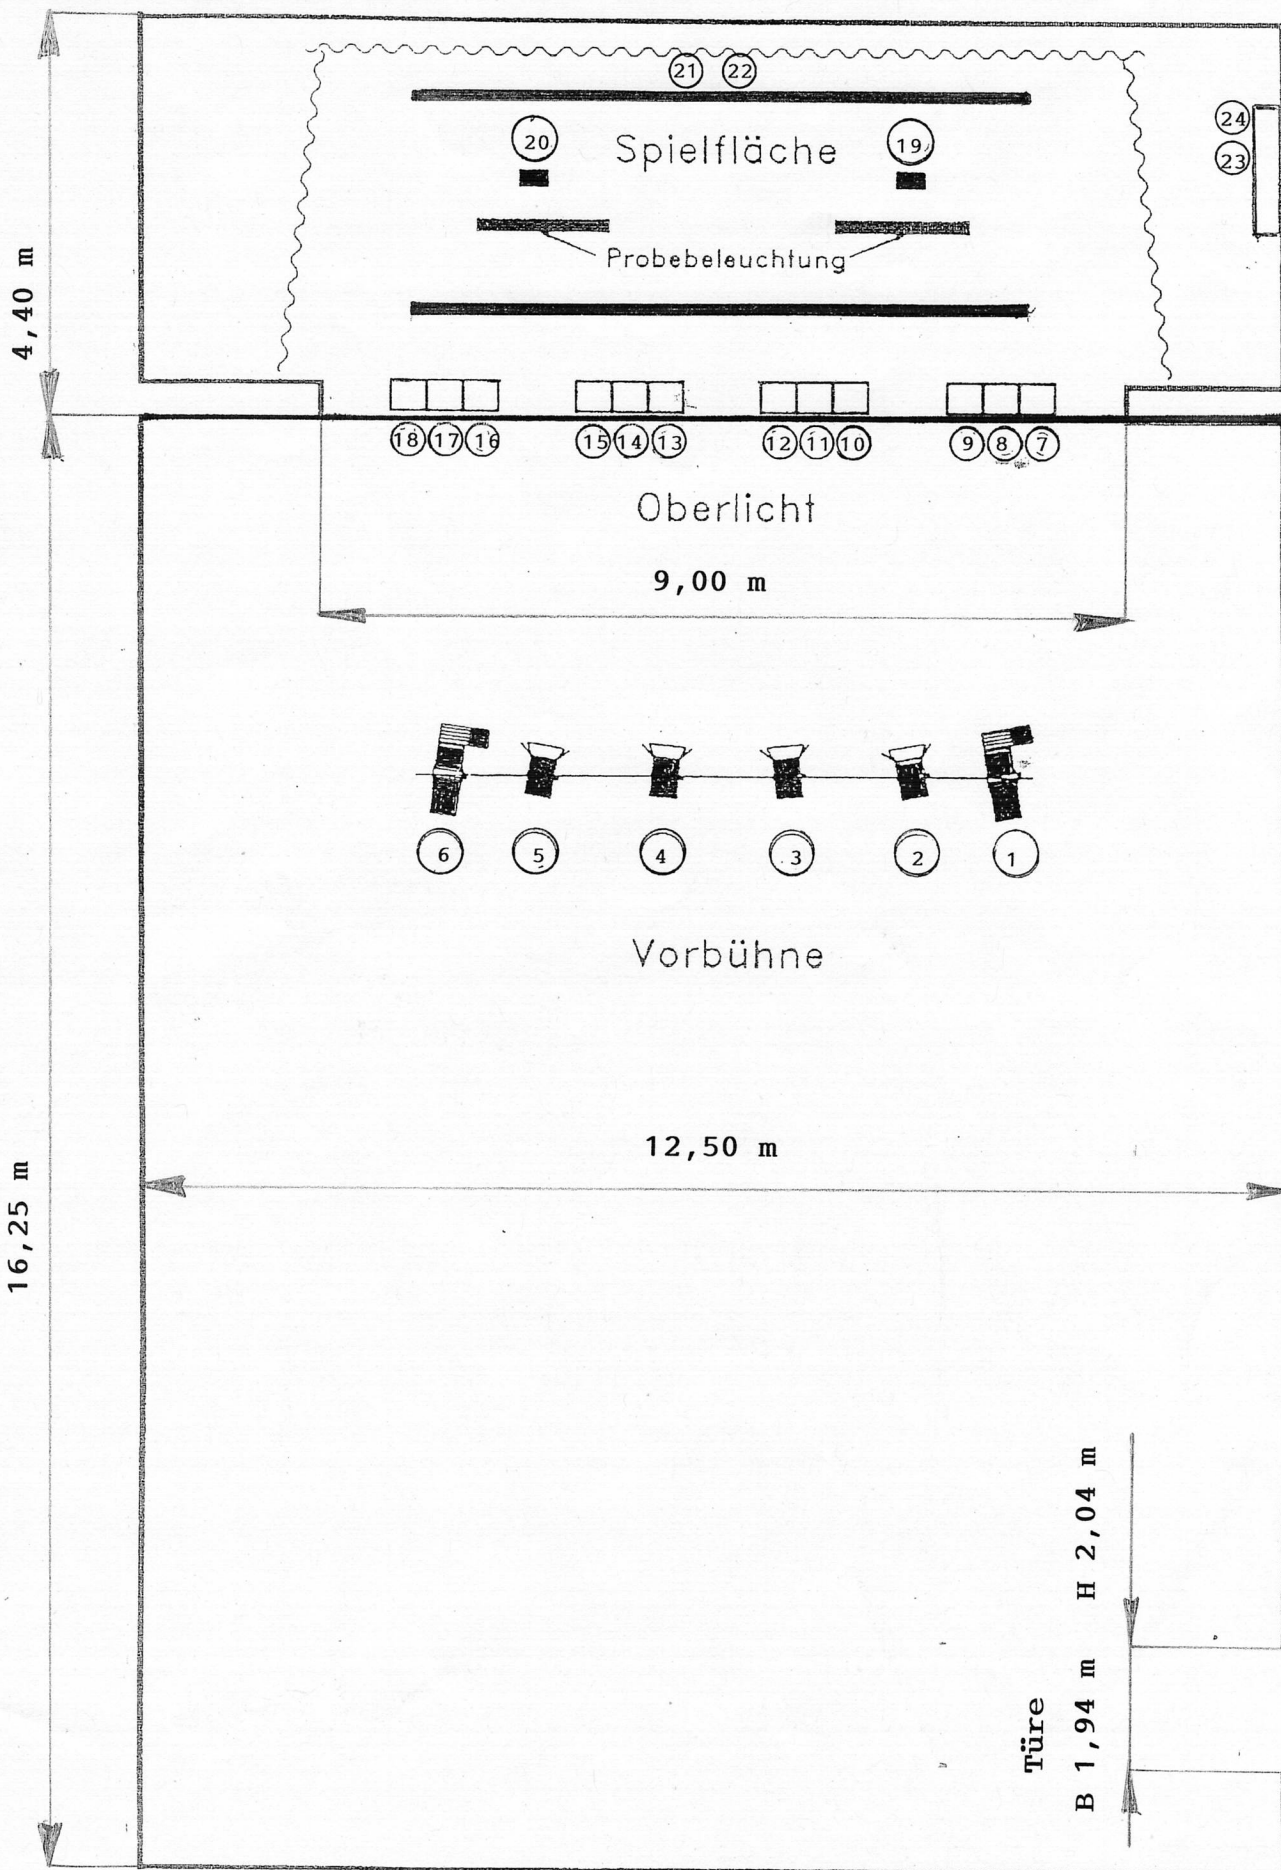 21 22
20 Spielfläche 19
24
23
Probebeleuchtung
4,40 m
18 17 16 15 14 13 12 11 10 9 8 7
Oberlicht
9,00 m
6 5 4 3 2 1
Vorbühne
12,50 m
16,25 m
Türe
B 1,94 m H 2,04 m